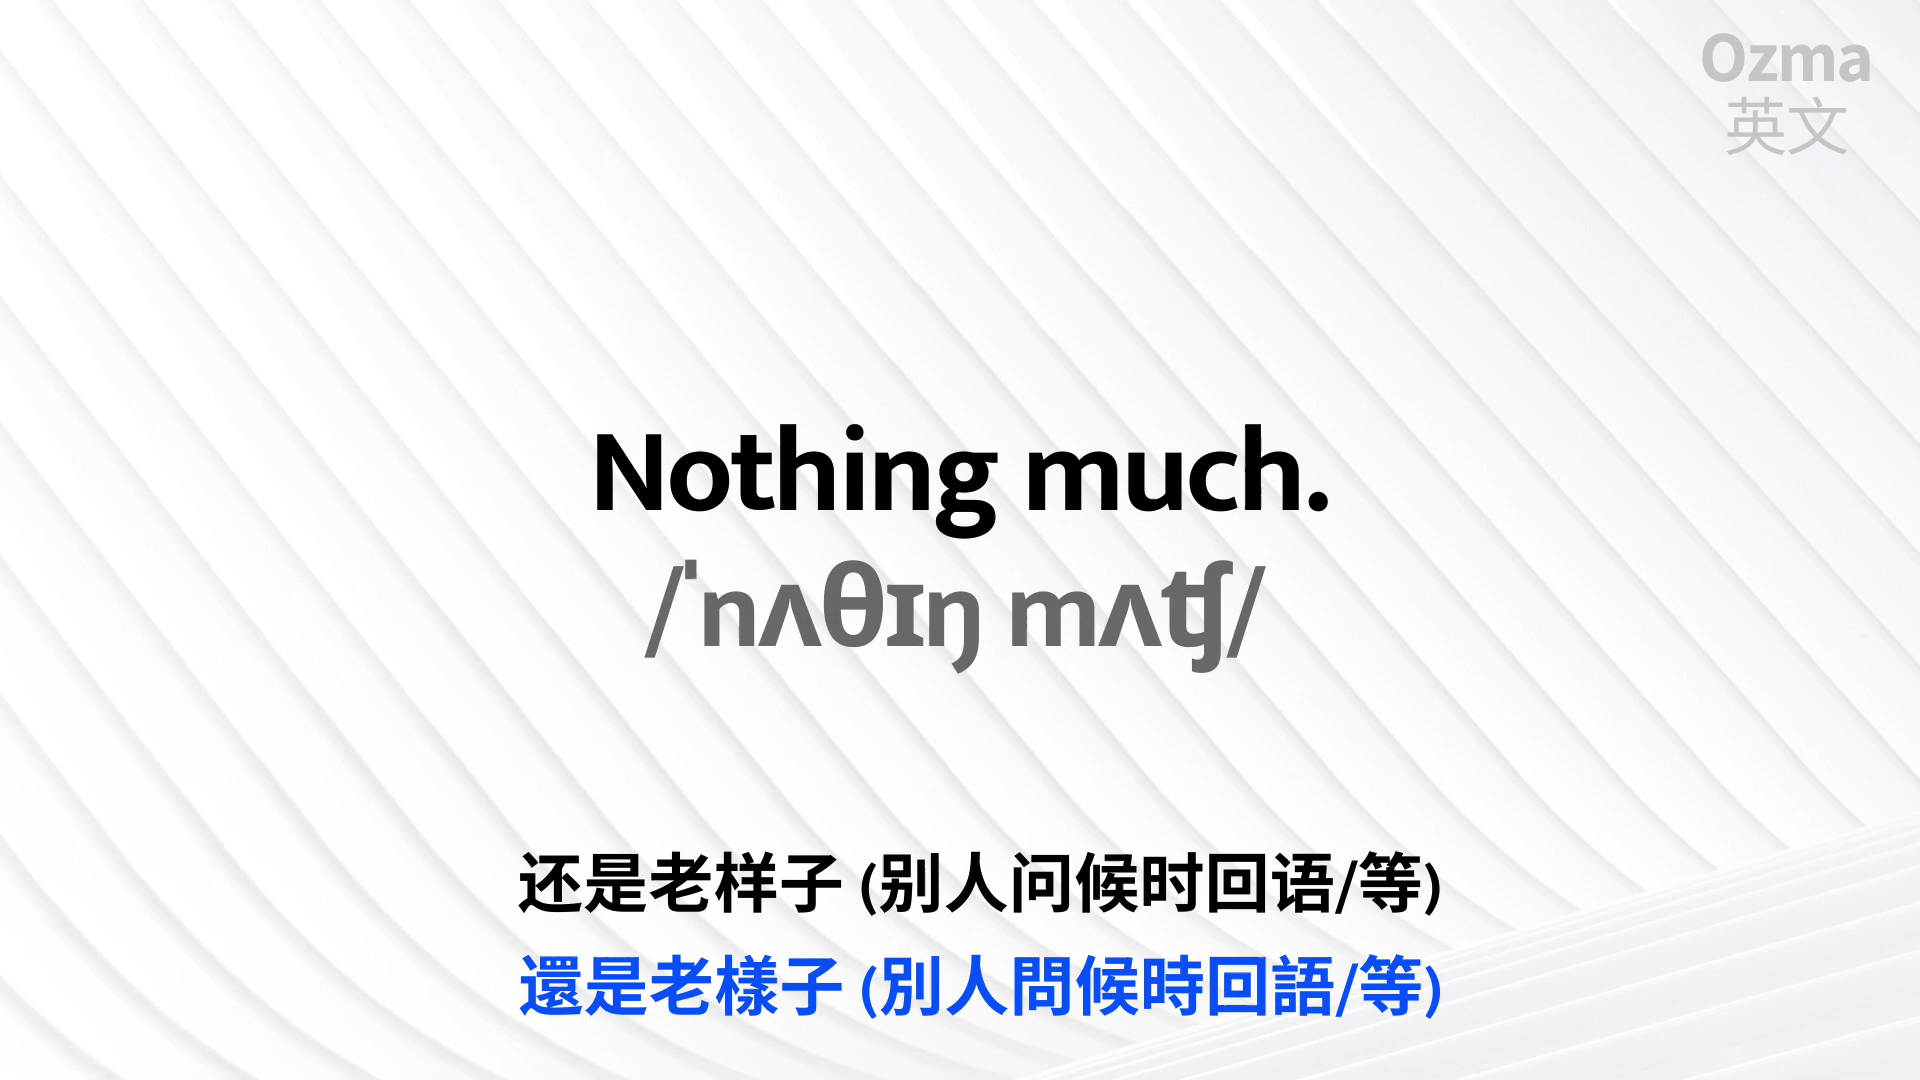 Ozma
英文
Nothing much.
/ˈnʌθɪŋ mʌʧ/
还是老样子 (别人问候时回语/等)
還是老樣子 (別人問候時回語/等)